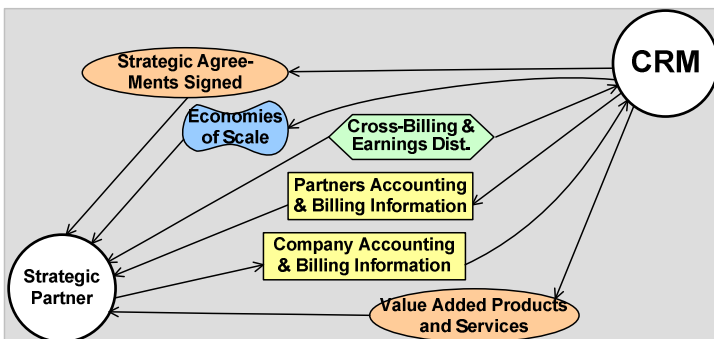 CRM
Strategic Agree-
Ments Signed
Economies
of Scale
Cross-Billing &
Earnings Dist.
Partners Accounting
& Billing Information
Company Accounting
& Billing Information
Strategic
Partner
Value Added Products
and Services